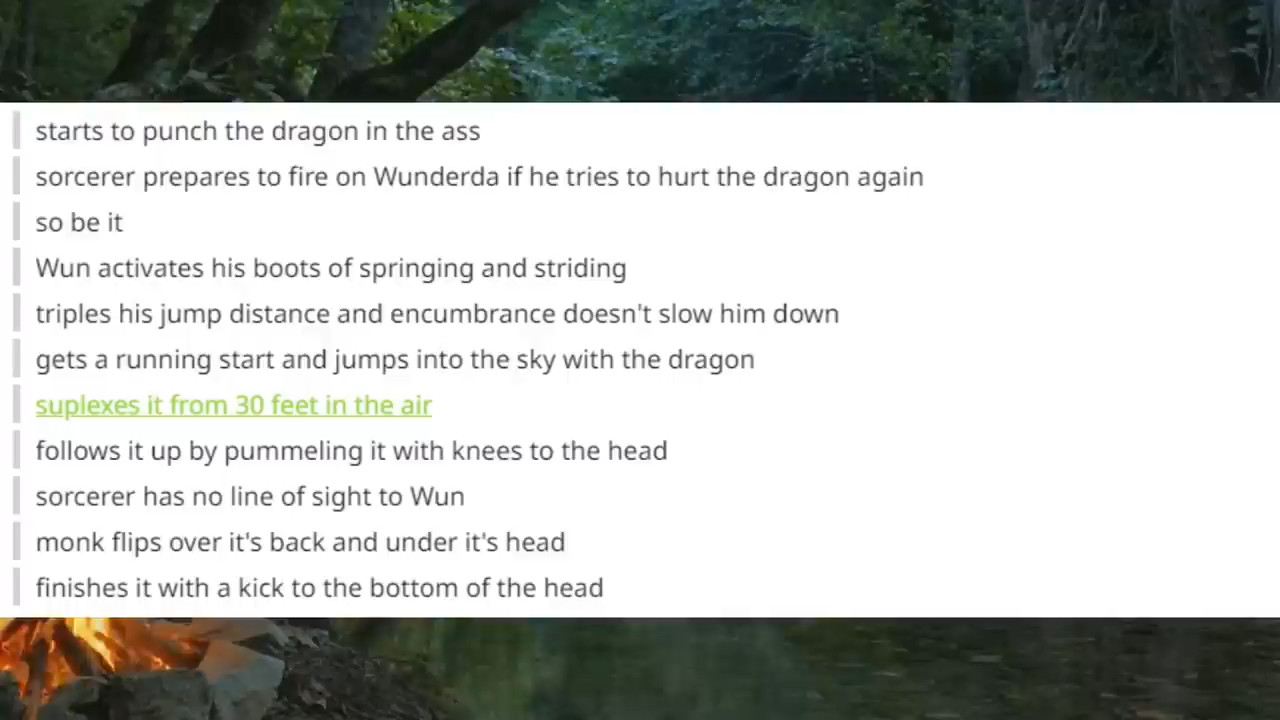 starts to punch the dragon in the ass
sorcerer prepares to fire on Wunderda if he tries to hurt the dragon again
so be it
Wun activates his boots of springing and striding
triples his jump distance and encumbrance doesn't slow him down
gets a running start and jumps into the sky with the dragon
suplexes it from 30 feet in the air
follows it up by pummeling it with knees to the head
sorcerer has no line of sight to Wun
monk flips over it's back and under it's head
finishes it with a kick to the bottom of the head